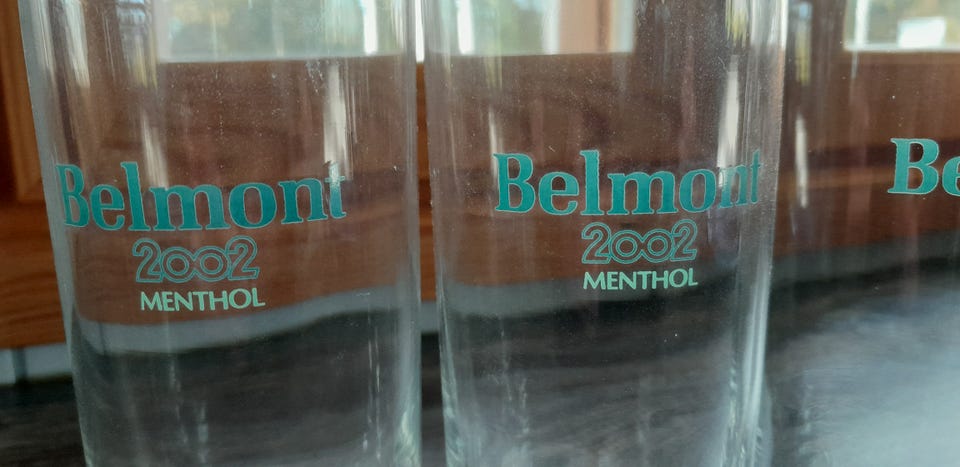 Belmont
2002
MENTHOL
Belmont
2002
MENTHOL
Be